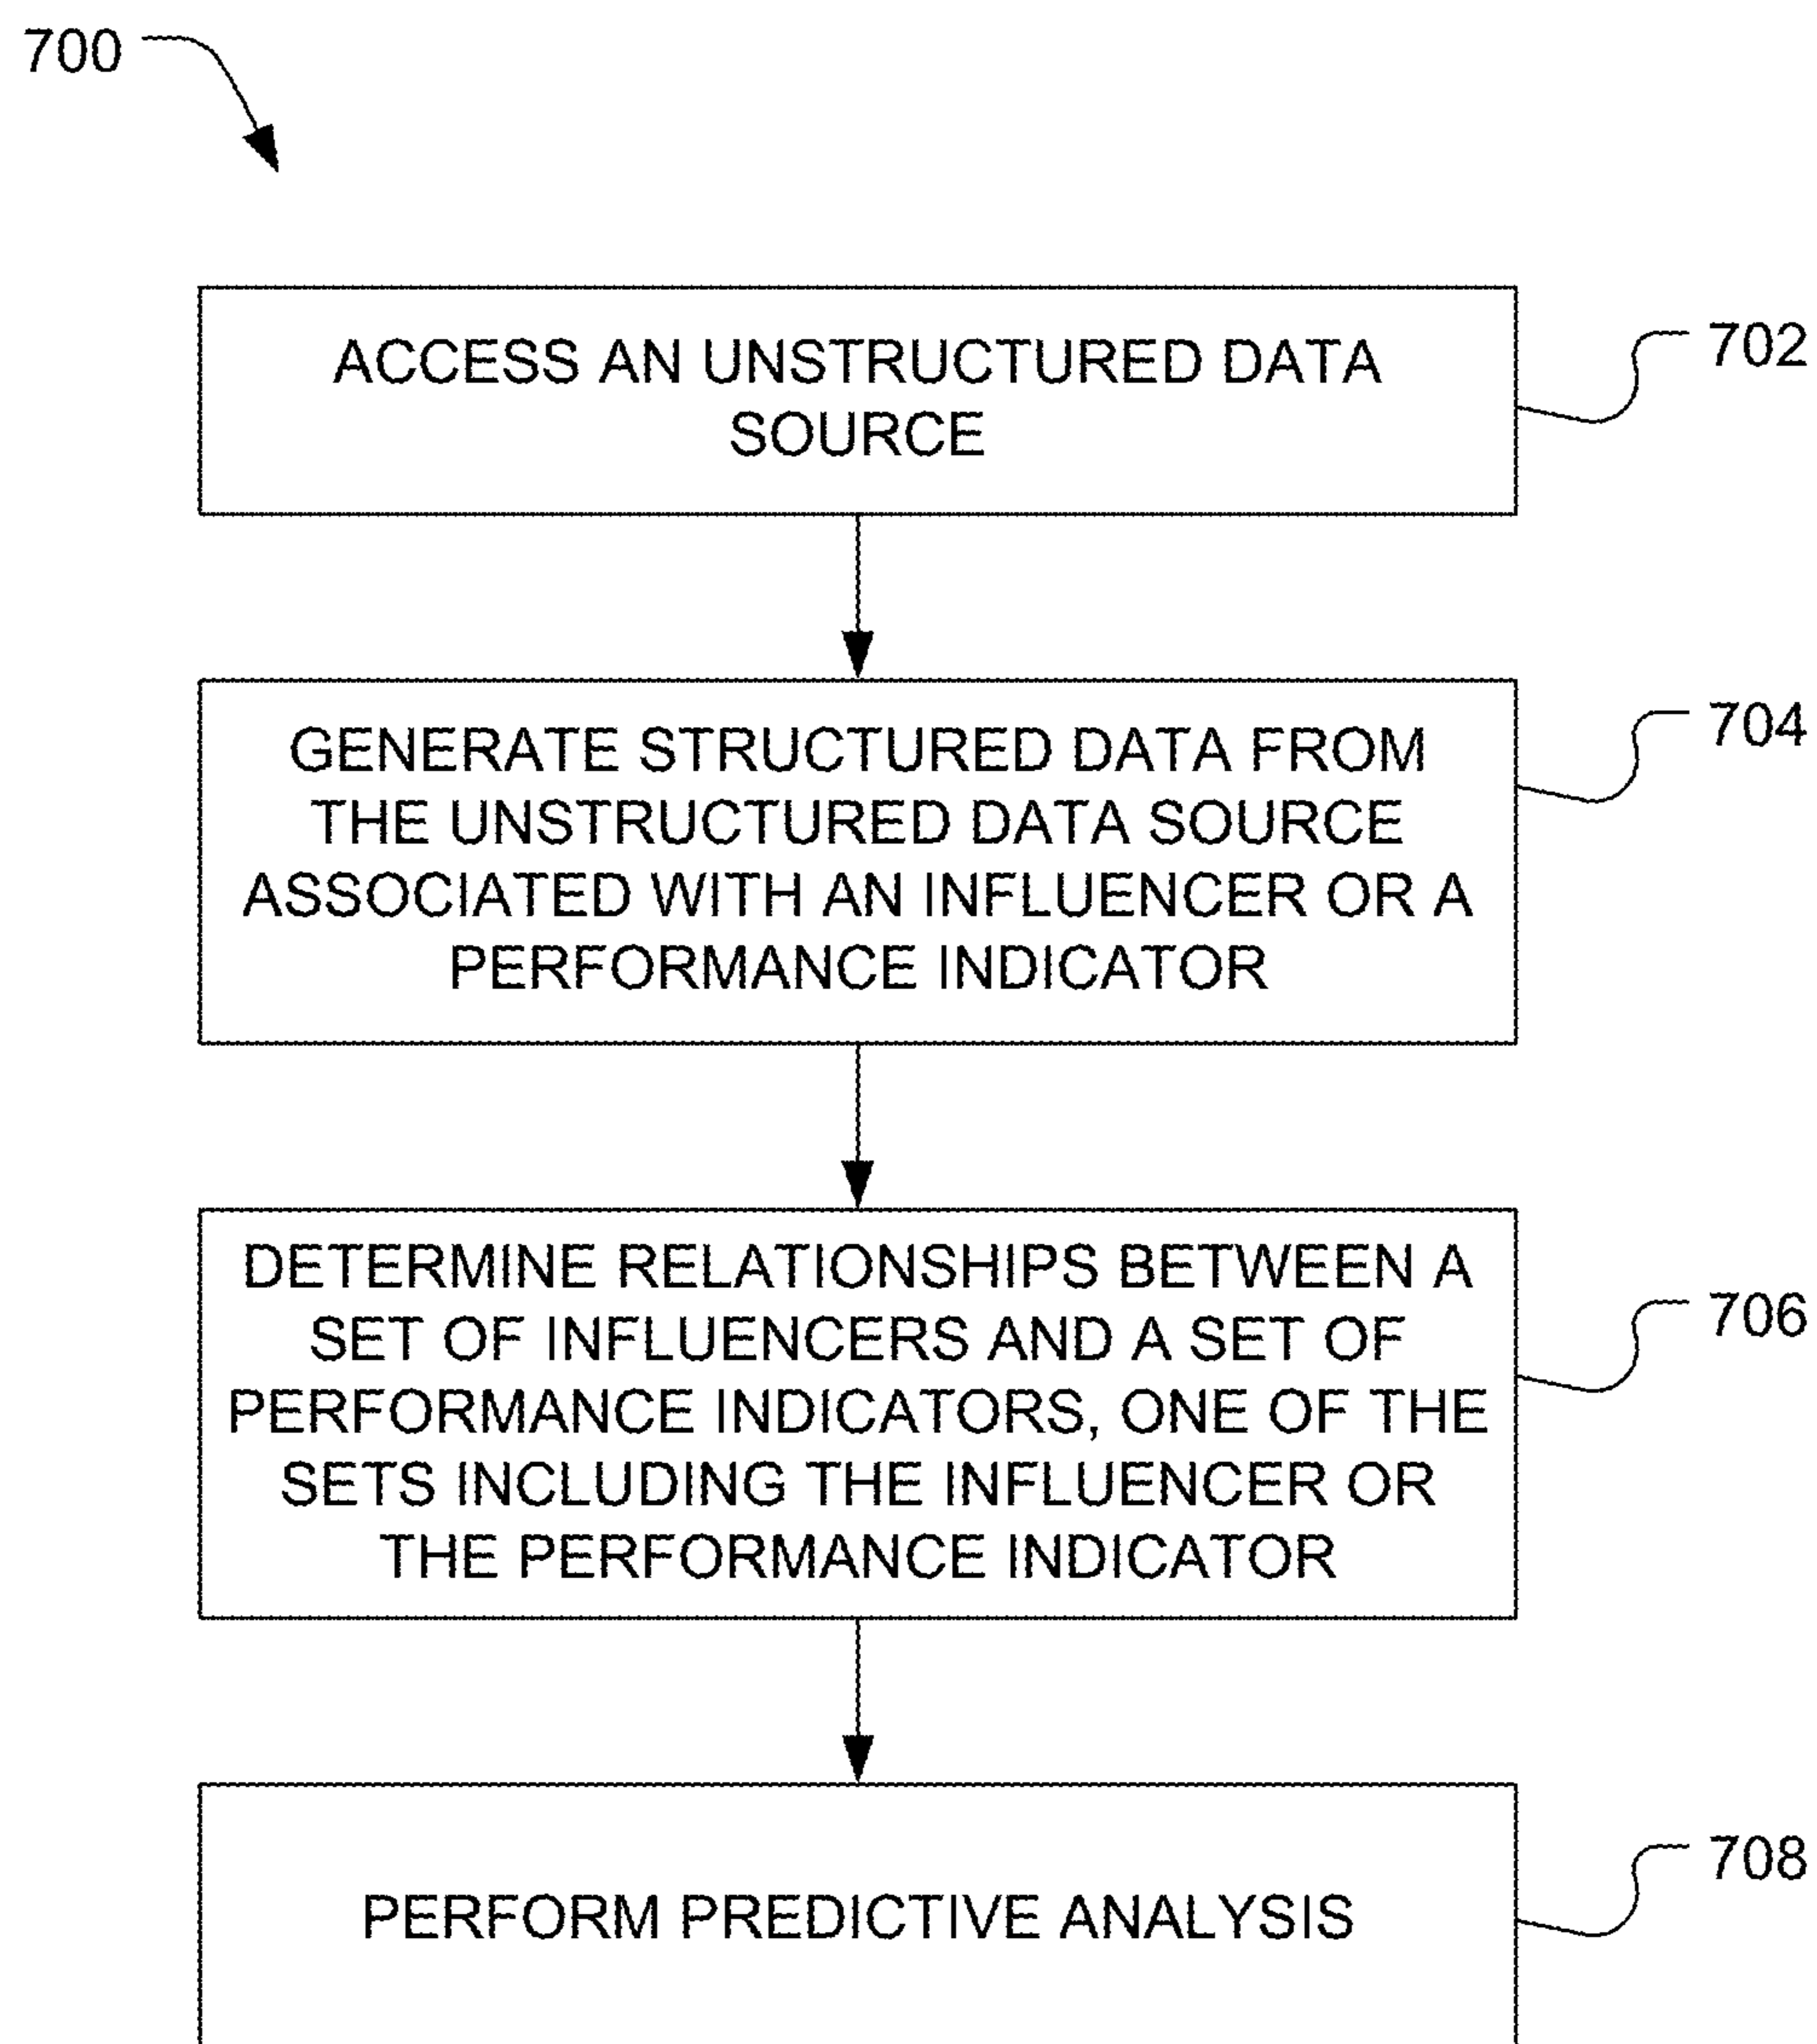 700
ACCESS AN UNSTRUCTURED DATA
SOURCE
702
GENERATE STRUCTURED DATA FROM
THE UNSTRUCTURED DATA SOURCE
ASSOCIATED WITH AN INFLUENCER OR A
PERFORMANCE INDICATOR
704
DETERMINE RELATIONSHIPS BETWEEN A
SET OF INFLUENCERS AND A SET OF
PERFORMANCE INDICATORS, ONE OF THE
SETS INCLUDING THE INFLUENCER OR
THE PERFORMANCE INDICATOR
706
PERFORM PREDICTIVE ANALYSIS
708